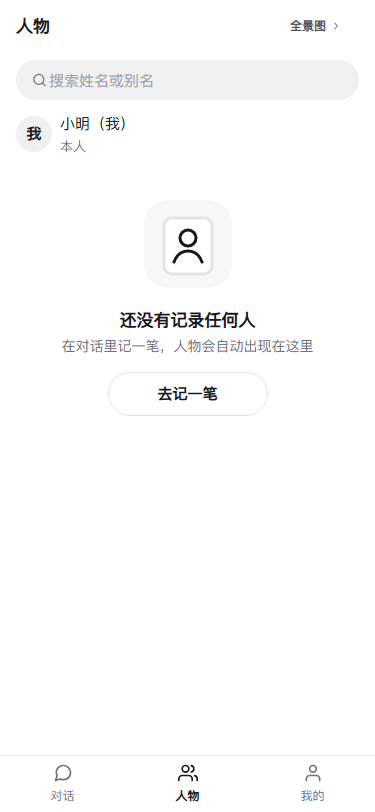 人物
全景图
搜索姓名或别名
我
小明（我）
本人
还没有记录任何人
在对话里记一笔，人物会自动出现在这里
去记一笔
对话
人物
我的